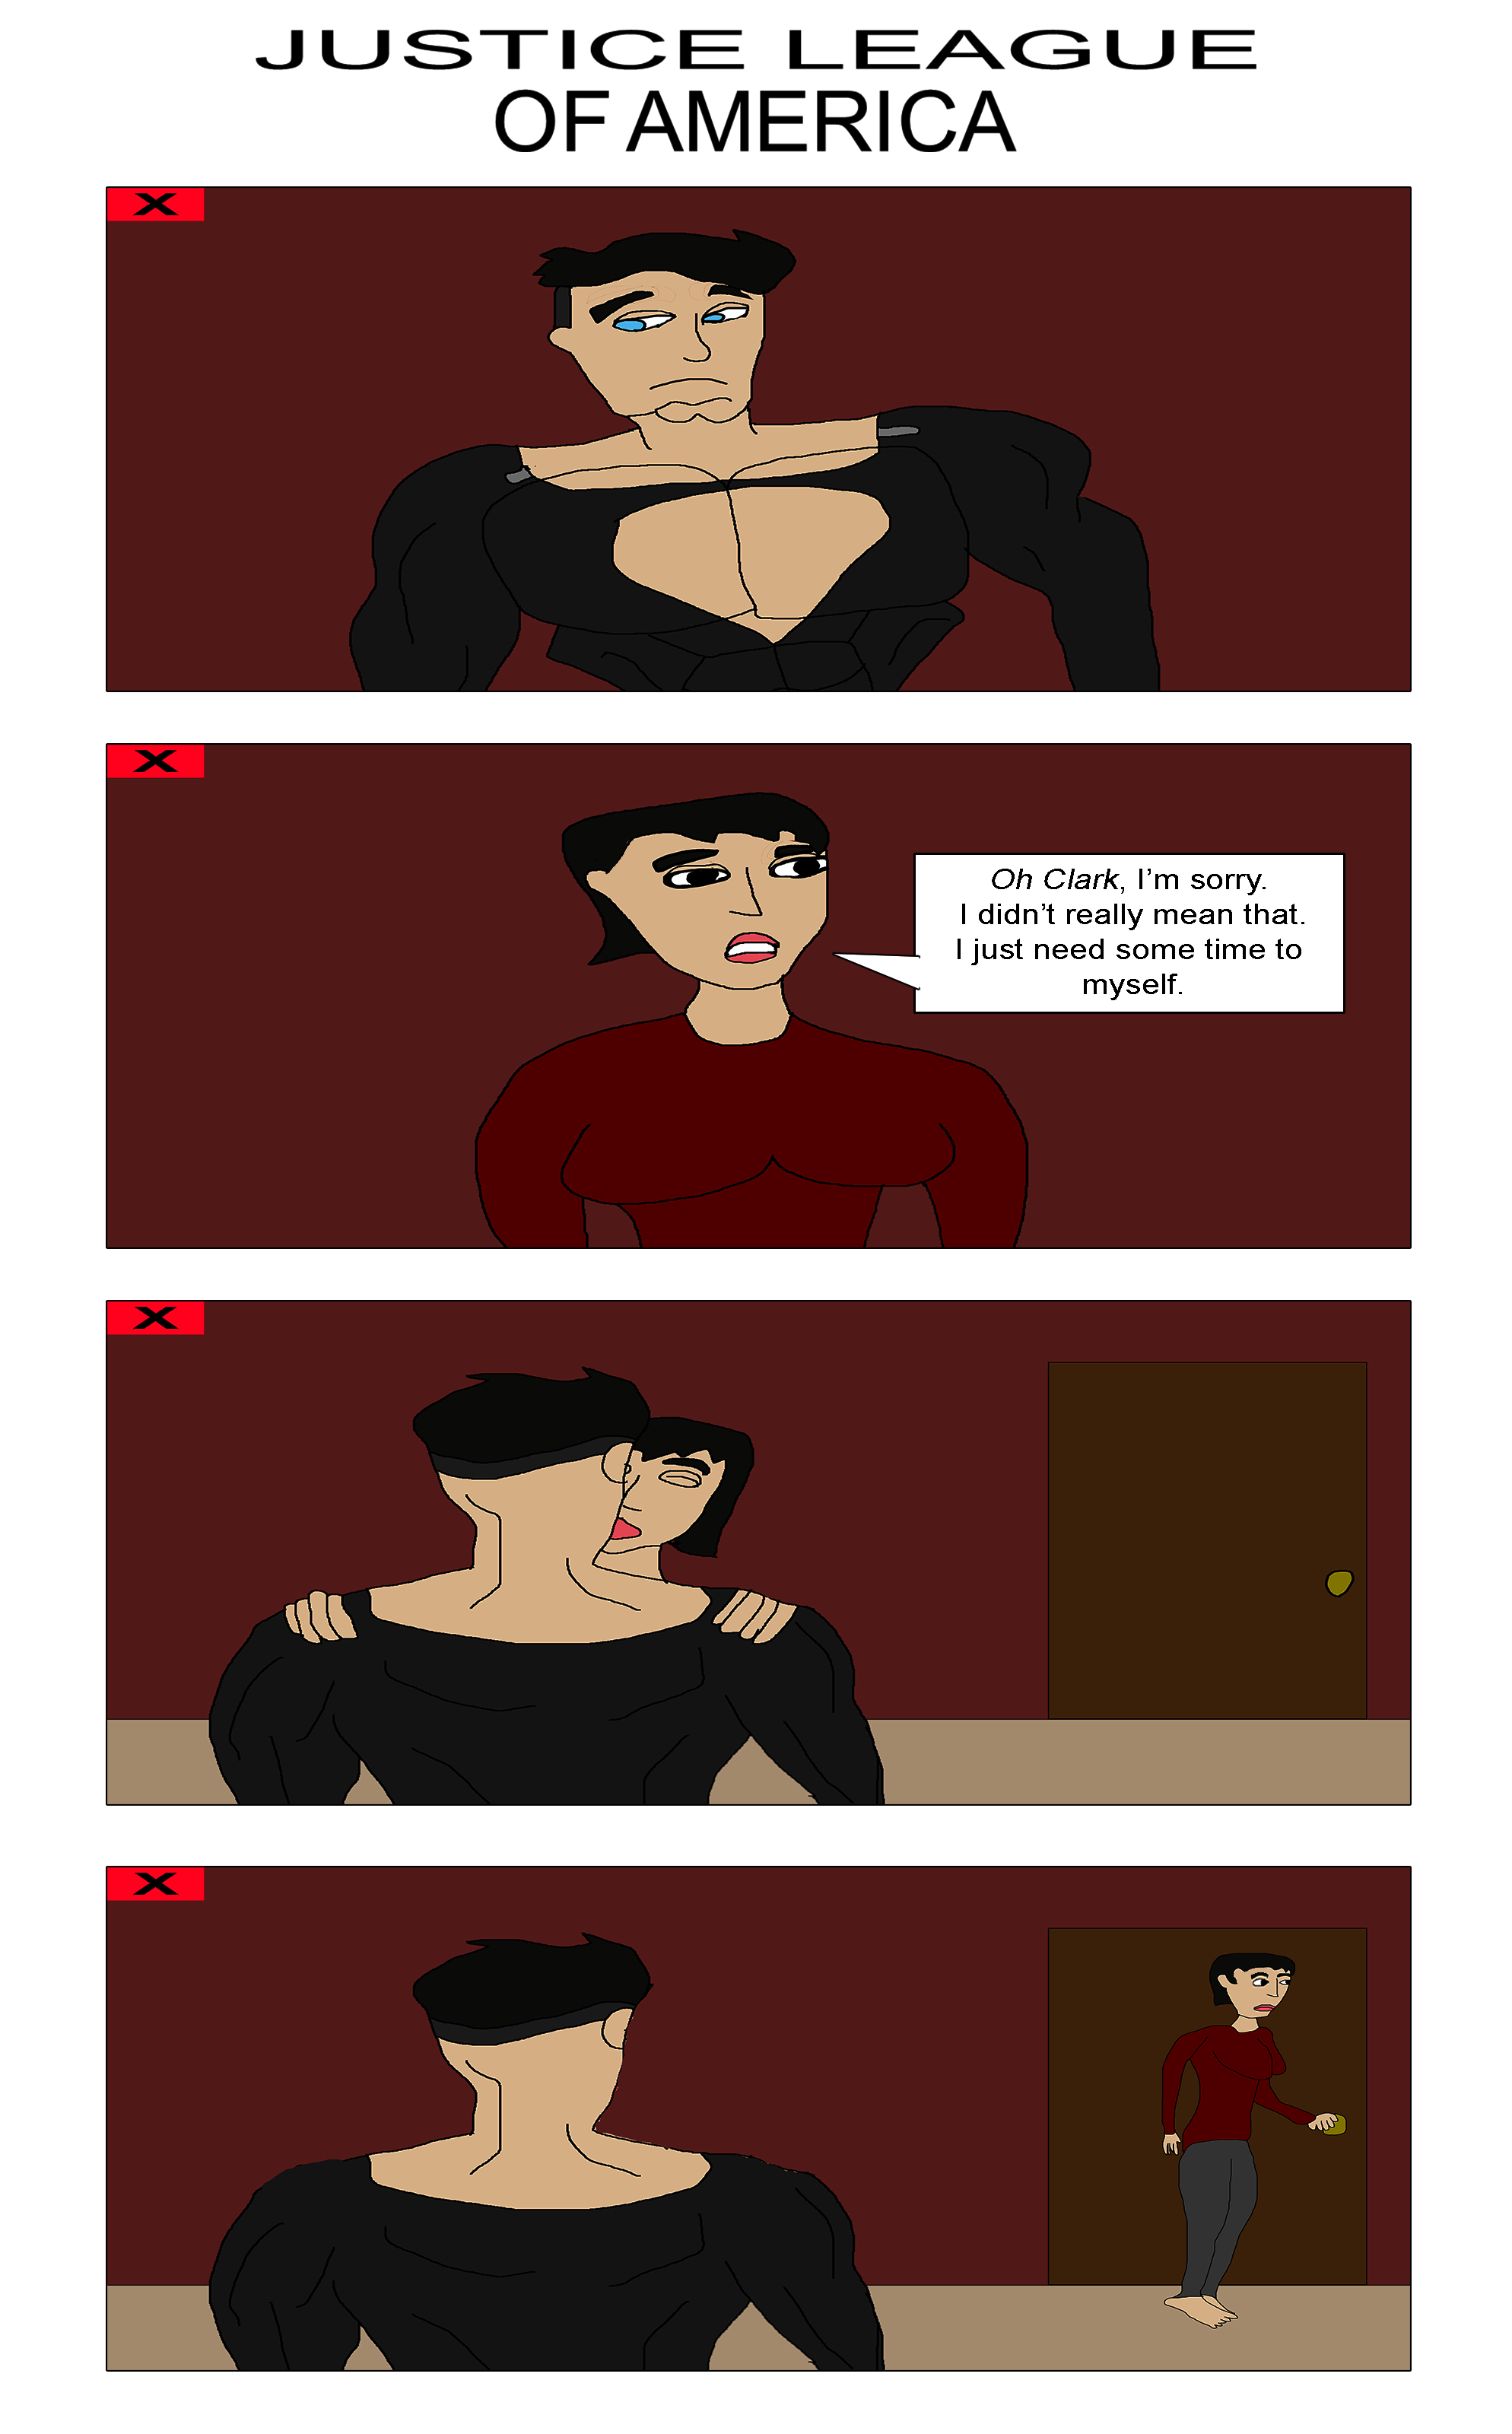 JUSTICE LEAGUE
OF AMERICA
X
X
Oh Clark, I’m sorry.
I didn’t really mean that.
I just need some time to
myself.
X
X